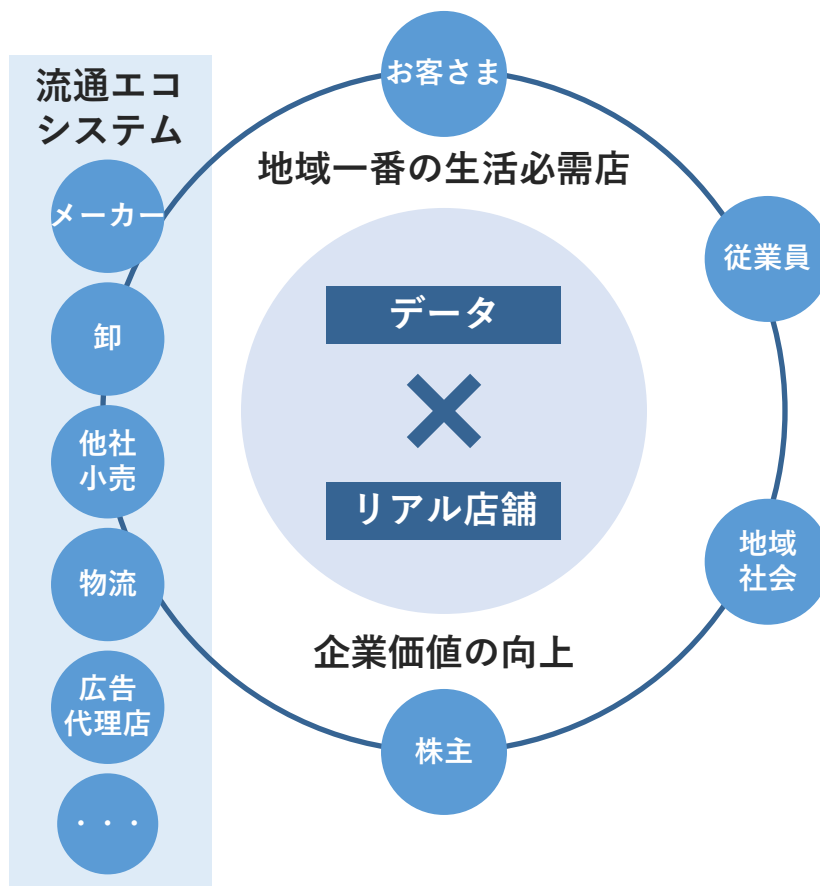 流通エコ
システム
メーカー
卸
他社
小売
物流
広告
代理店
・・・
お客さま
地域一番の生活必需店
データ
×
リアル店舗
企業価値の向上
従業員
地域
社会
株主